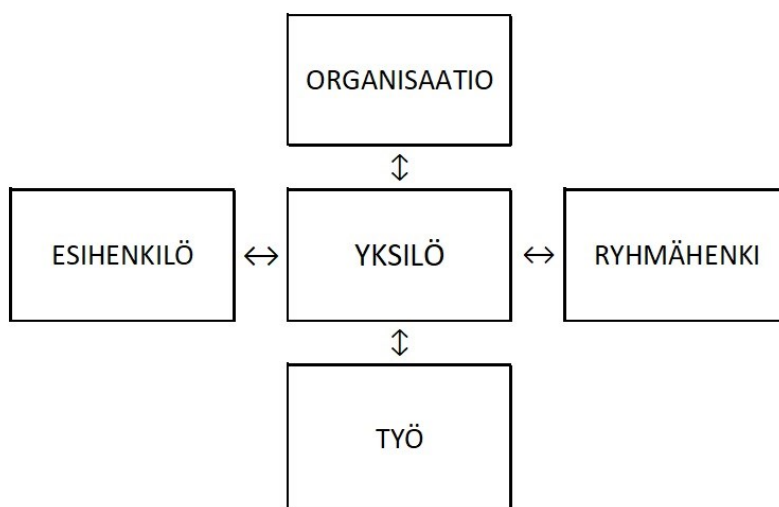 ORGANISAATIO
↕
ESIHENKILÖ ↔ YKSILÖ ↔ RYHMÄHENKI
↕
TYÖ